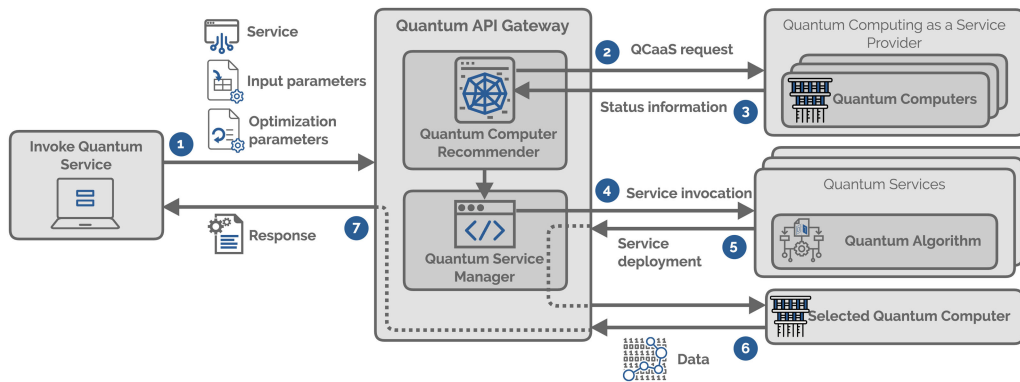 Service
Input parameters
Optimization
parameters
Invoke Quantum
Service
1
Response
7
Quantum API Gateway
Quantum Computer
Recommender
Quantum Service
Manager
2
QCaaS request
Status information
3
Quantum Computing as a Service
Provider
Quantum Computers
4
Service invocation
Service
deployment
5
Quantum Services
Quantum Algorithm
Selected Quantum Computer
6
Data